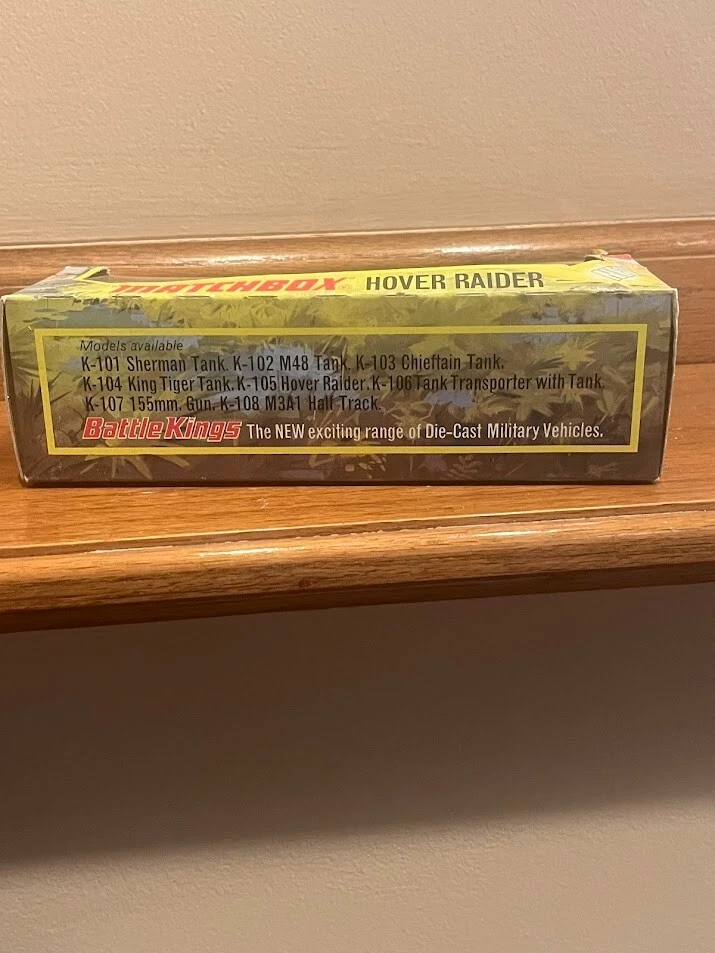 MATCHBOX HOVER RAIDER
Models available
K-101 Sherman Tank. K-102 M48 Tank. K-103 Chieftain Tank.
K-104 King Tiger Tank. K-105 Hover Raider. K-106 Tank Transporter with Tank.
K-107 155mm. Gun. K-108 M3A1 Half Track.
BattleKings The NEW exciting range of Die-Cast Military Vehicles.